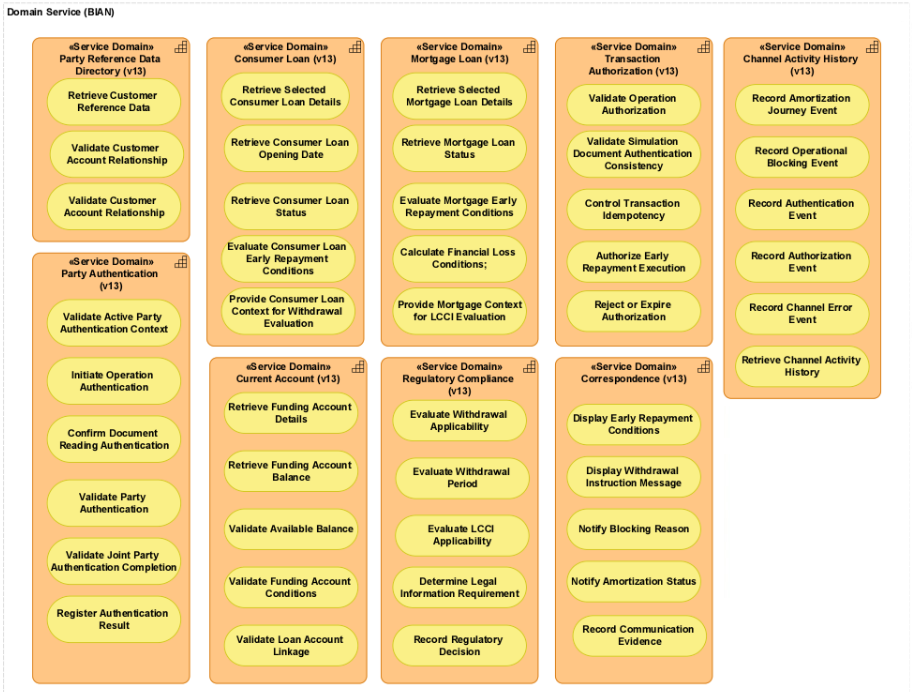 Domain Service (BIAN)
«Service Domain»
Party Reference Data
Directory (v13)
Retrieve Customer
Reference Data
Validate Customer
Account Relationship
Validate Customer
Account Relationship
«Service Domain»
Consumer Loan (v13)
Retrieve Selected
Consumer Loan Details
Retrieve Consumer Loan
Opening Date
Retrieve Consumer Loan
Status
Evaluate Consumer Loan
Early Repayment
Conditions
Provide Consumer Loan
Context for Withdrawal
Evaluation
«Service Domain»
Mortgage Loan (v13)
Retrieve Selected
Mortgage Loan Details
Retrieve Mortgage Loan
Status
Evaluate Mortgage Early
Repayment Conditions
Calculate Financial Loss
Conditions;
Provide Mortgage Context
for LCCI Evaluation
«Service Domain»
Transaction
Authorization (v13)
Validate Operation
Authorization
Validate Simulation
Document Authentication
Consistency
Control Transaction
Idempotency
Authorize Early
Repayment Execution
Reject or Expire
Authorization
«Service Domain»
Channel Activity History
(v13)
Record Amortization
Journey Event
Record Operational
Blocking Event
Record Authentication
Event
Record Authorization
Event
Record Channel Error
Event
Retrieve Channel Activity
History
«Service Domain»
Party Authentication
(v13)
Validate Active Party
Authentication Context
Initiate Operation
Authentication
Confirm Document
Reading Authentication
Validate Party
Authentication
Validate Joint Party
Authentication Completion
Register Authentication
Result
«Service Domain»
Current Account (v13)
Retrieve Funding Account
Details
Retrieve Funding Account
Balance
Validate Available Balance
Validate Funding Account
Conditions
Validate Loan Account
Linkage
«Service Domain»
Regulatory Compliance
(v13)
Evaluate Withdrawal
Applicability
Evaluate Withdrawal
Period
Evaluate LCCI
Applicability
Determine Legal
Information Requirement
Record Regulatory
Decision
«Service Domain»
Correspondence (v13)
Display Early Repayment
Conditions
Display Withdrawal
Instruction Message
Notify Blocking Reason
Notify Amortization Status
Record Communication
Evidence